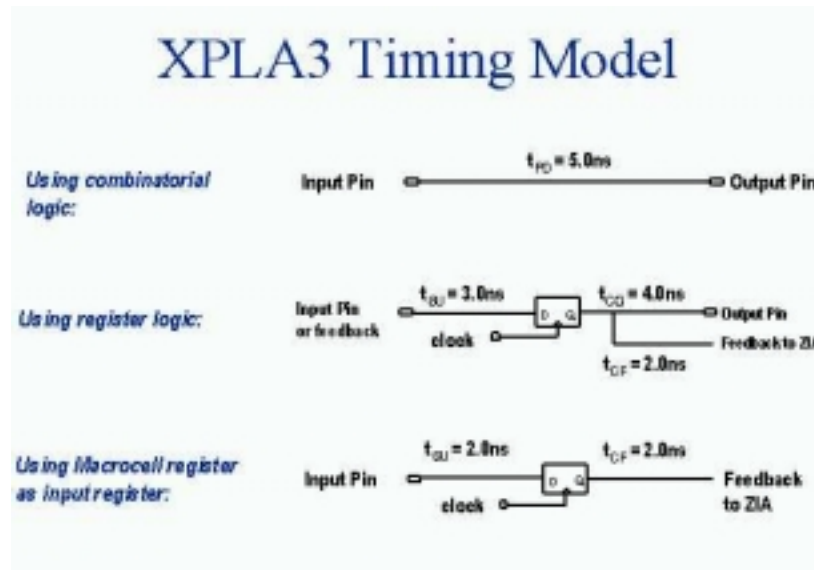 XPLA3 Timing Model
Using combinatorial
logic:
Input Pin
tPD = 5.0ns
Output Pin
Using register logic:
Input Pin
or feedback
tSU = 3.0ns
clock
D Q
tCO = 4.0ns
Output Pin
Feedback to ZIA
tCF = 2.0ns
Using Macrocell register
as input register:
Input Pin
tSU = 2.0ns
clock
D Q
tCF = 2.0ns
Feedback
to ZIA